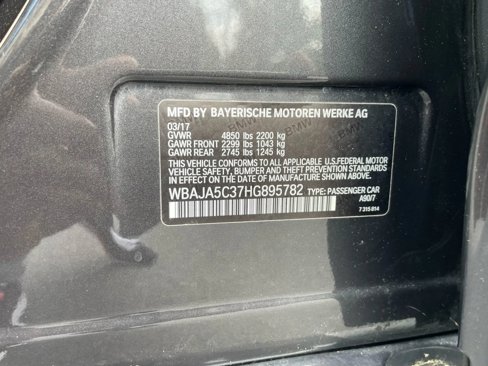 MFD BY BAYERISCHE MOTOREN WERKE AG
03/17
GVWR 4850 lbs 2200 kg
GAWR FRONT 2299 lbs 1043 kg
GAWR REAR 2745 lbs 1245 kg
THIS VEHICLE CONFORMS TO ALL APPLICABLE U.S. FEDERAL MOTOR
VEHICLE SAFETY, BUMPER, AND THEFT PREVENTION STANDARDS
IN EFFECT ON THE DATE OF MANUFACTURE SHOWN ABOVE.
WBAJA5C37HG895782 TYPE: PASSENGER CAR
A90/7
7 315 814